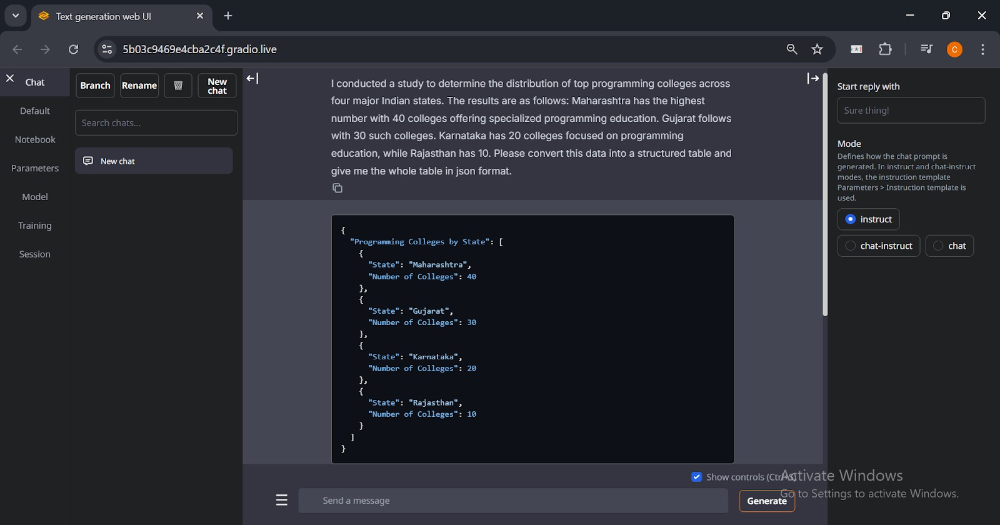 Text generation web UI
5b03c9469e4cba2c4f.gradio.live
C
Chat
Default
Notebook
Parameters
Model
Training
Session
Branch
Rename
New
chat
Search chats...
New chat
I conducted a study to determine the distribution of top programming colleges across
four major Indian states. The results are as follows: Maharashtra has the highest
number with 40 colleges offering specialized programming education. Gujarat follows
with 30 such colleges. Karnataka has 20 colleges focused on programming
education, while Rajasthan has 10. Please convert this data into a structured table and
give me the whole table in json format.
{
"Programming Colleges by State": [
{
"State": "Maharashtra",
"Number of Colleges": 40
},
{
"State": "Gujarat",
"Number of Colleges": 30
},
{
"State": "Karnataka",
"Number of Colleges": 20
},
{
"State": "Rajasthan",
"Number of Colleges": 10
}
]
}
Show controls (Ctrl+S)
Send a message
Generate
Start reply with
Sure thing!
Mode
Defines how the chat prompt is
generated. In instruct and chat-instruct
modes, the instruction template
Parameters > Instruction template is
used.
instruct
chat-instruct
chat
Activate Windows
Go to Settings to activate Windows.